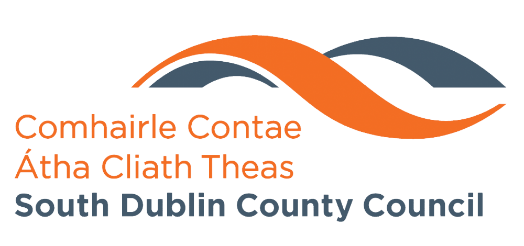 Comhairle Contae
Átha Cliath Theas
South Dublin County Council